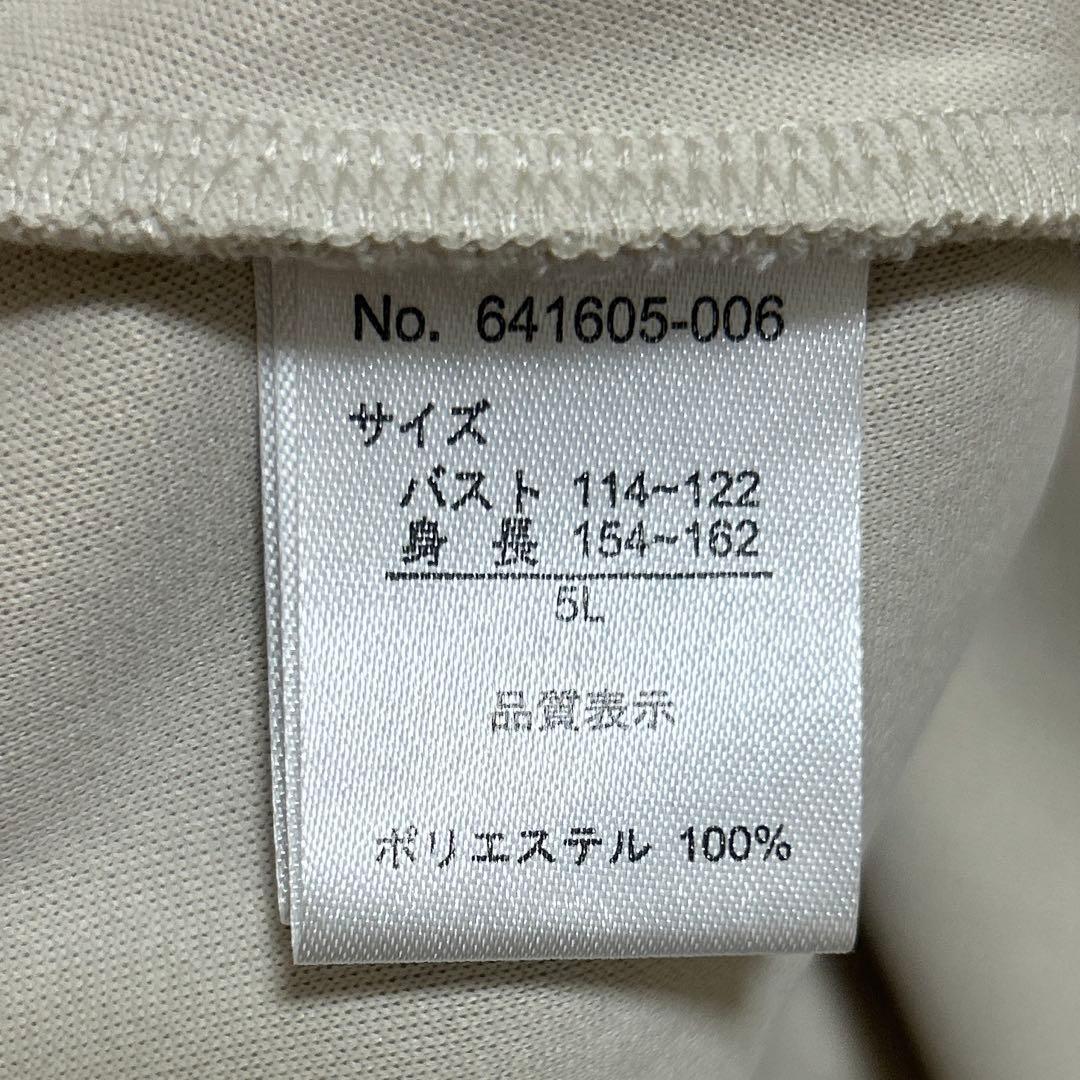 No. 641605-006
サイズ
バスト 114~122
身 長 154~162
5L
品質表示
ポリエステル 100%